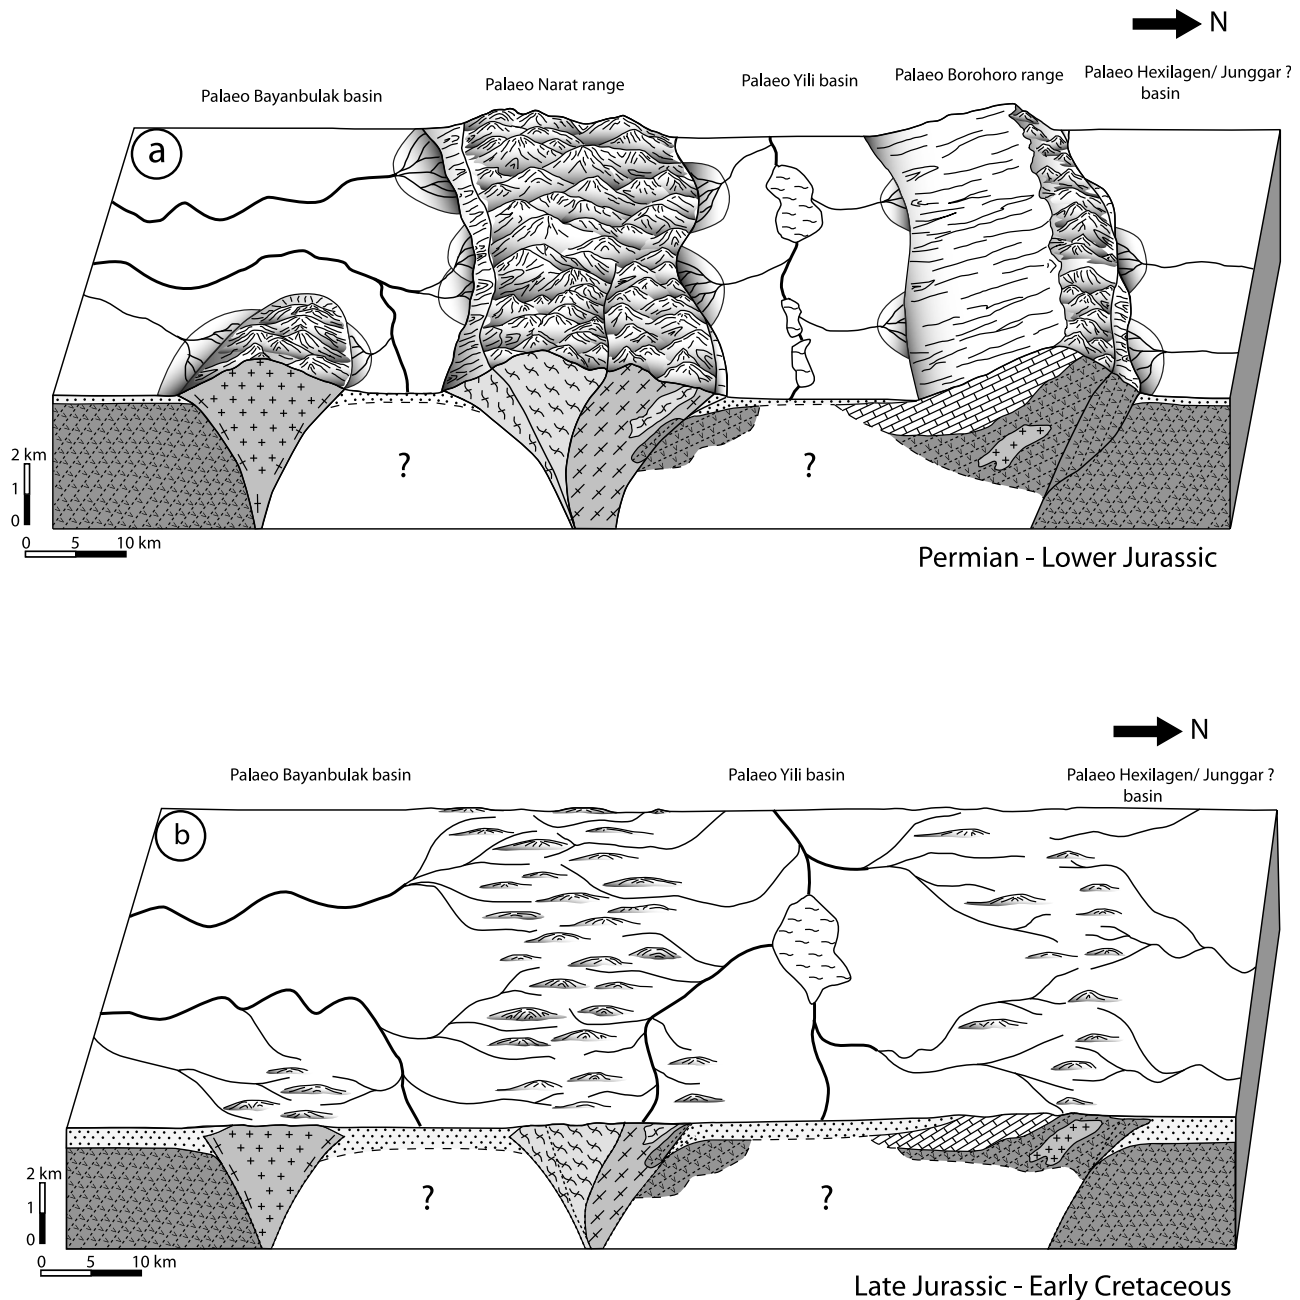 N
Palaeo Bayanbulak basin
Palaeo Narat range
Palaeo Yili basin
Palaeo Borohoro range
Palaeo Hexilagen/ Junggar ?
basin
a
?
?
2 km
1
0
0 5 10 km
Permian - Lower Jurassic
N
Palaeo Bayanbulak basin
Palaeo Yili basin
Palaeo Hexilagen/ Junggar ?
basin
b
?
?
2 km
1
0
0 5 10 km
Late Jurassic - Early Cretaceous